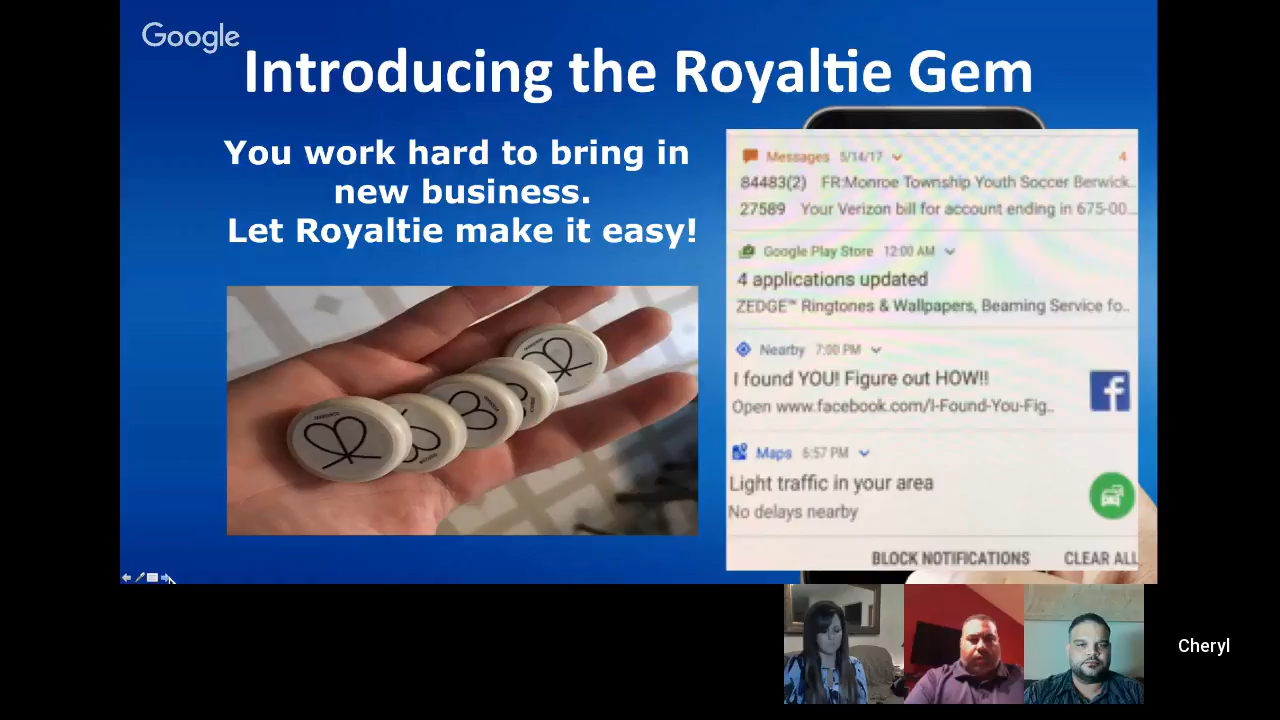 Google
Introducing the Royaltie Gem
You work hard to bring in
new business.
Let Royaltie make it easy!
Messages 5/14/17 4
84483(2) FR:Monroe Township Youth Soccer Berwick..
27589 Your Verizon bill for account ending in 675-00...
Google Play Store 12:00 AM
4 applications updated
ZEDGE™ Ringtones & Wallpapers, Beaming Service fo..
Nearby 7:00 PM
I found YOU! Figure out HOW!!
Open www.facebook.com/I-Found-You-Fig..
f
Maps 6:57 PM
Light traffic in your area
No delays nearby
BLOCK NOTIFICATIONS CLEAR ALL
Cheryl